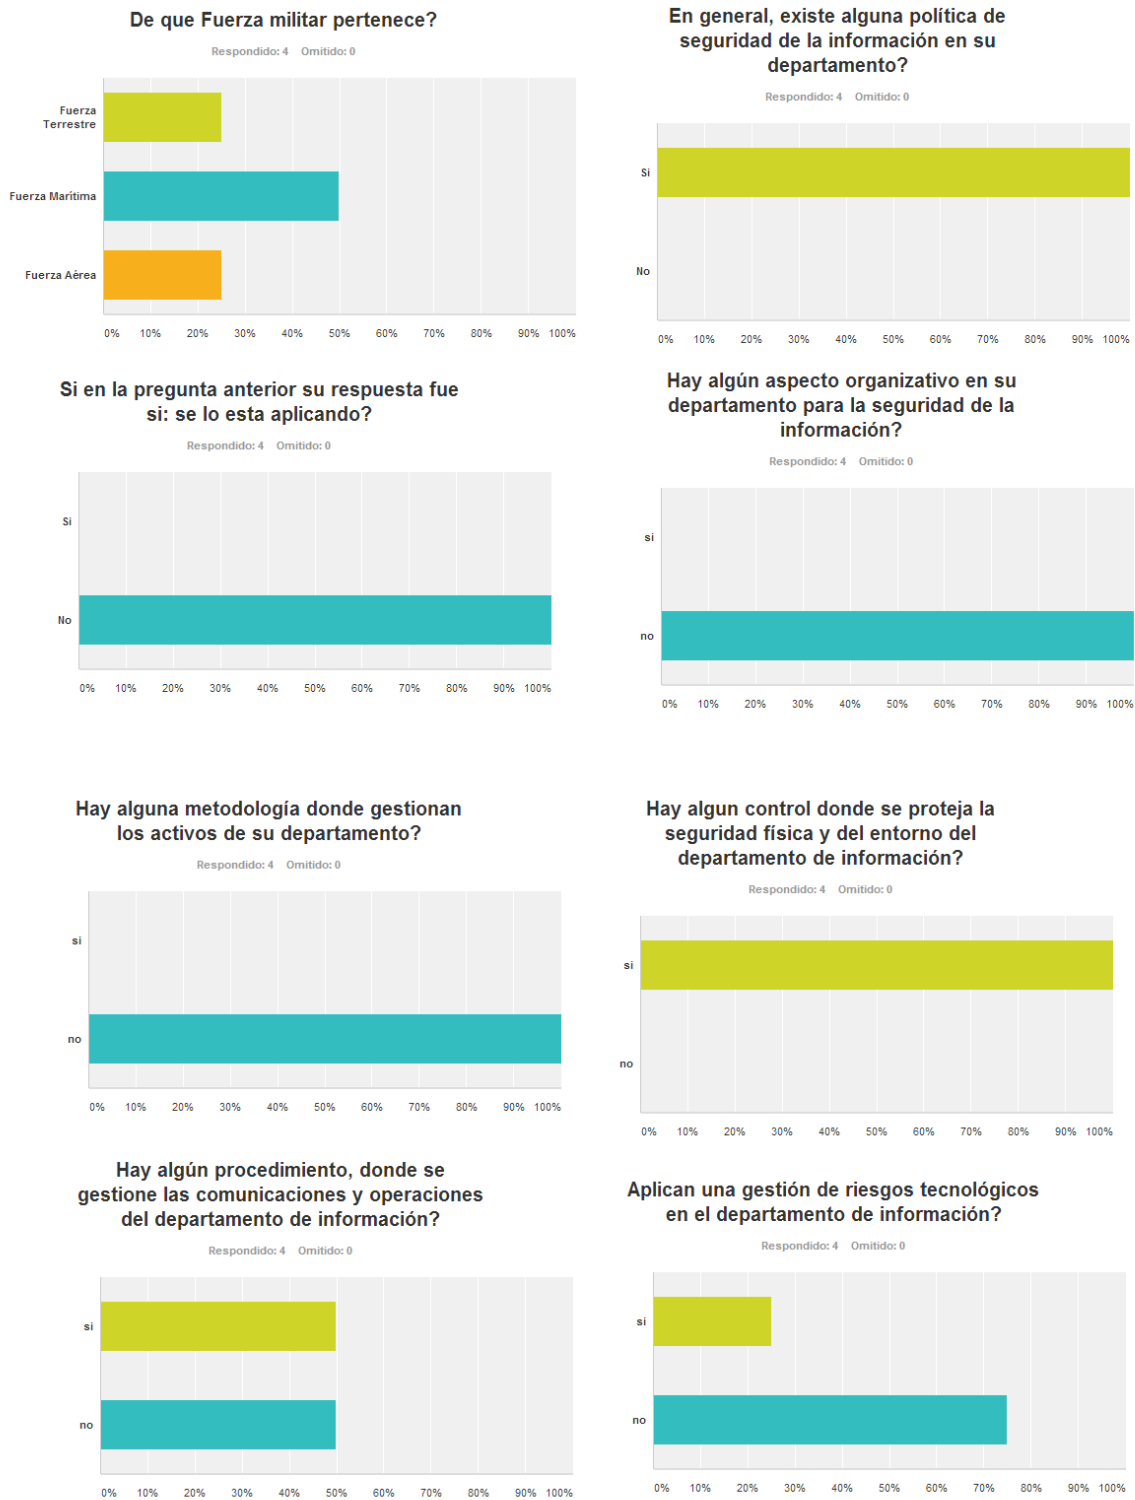 De que Fuerza militar pertenece?
Respondido: 4 Omitido: 0
Fuerza
Terrestre
Fuerza Marítima
Fuerza Aérea
0% 10% 20% 30% 40% 50% 60% 70% 80% 90% 100%
En general, existe alguna política de
seguridad de la información en su
departamento?
Respondido: 4 Omitido: 0
Si
No
0% 10% 20% 30% 40% 50% 60% 70% 80% 90% 100%
Si en la pregunta anterior su respuesta fue
si: se lo esta aplicando?
Respondido: 4 Omitido: 0
Si
No
0% 10% 20% 30% 40% 50% 60% 70% 80% 90% 100%
Hay algún aspecto organizativo en su
departamento para la seguridad de la
información?
Respondido: 4 Omitido: 0
si
no
0% 10% 20% 30% 40% 50% 60% 70% 80% 90% 100%
Hay alguna metodología donde gestionan
los activos de su departamento?
Respondido: 4 Omitido: 0
si
no
0% 10% 20% 30% 40% 50% 60% 70% 80% 90% 100%
Hay algun control donde se proteja la
seguridad física y del entorno del
departamento de información?
Respondido: 4 Omitido: 0
si
no
0% 10% 20% 30% 40% 50% 60% 70% 80% 90% 100%
Hay algún procedimiento, donde se
gestione las comunicaciones y operaciones
del departamento de información?
Respondido: 4 Omitido: 0
si
no
0% 10% 20% 30% 40% 50% 60% 70% 80% 90% 100%
Aplican una gestión de riesgos tecnológicos
en el departamento de información?
Respondido: 4 Omitido: 0
si
no
0% 10% 20% 30% 40% 50% 60% 70% 80% 90% 100%